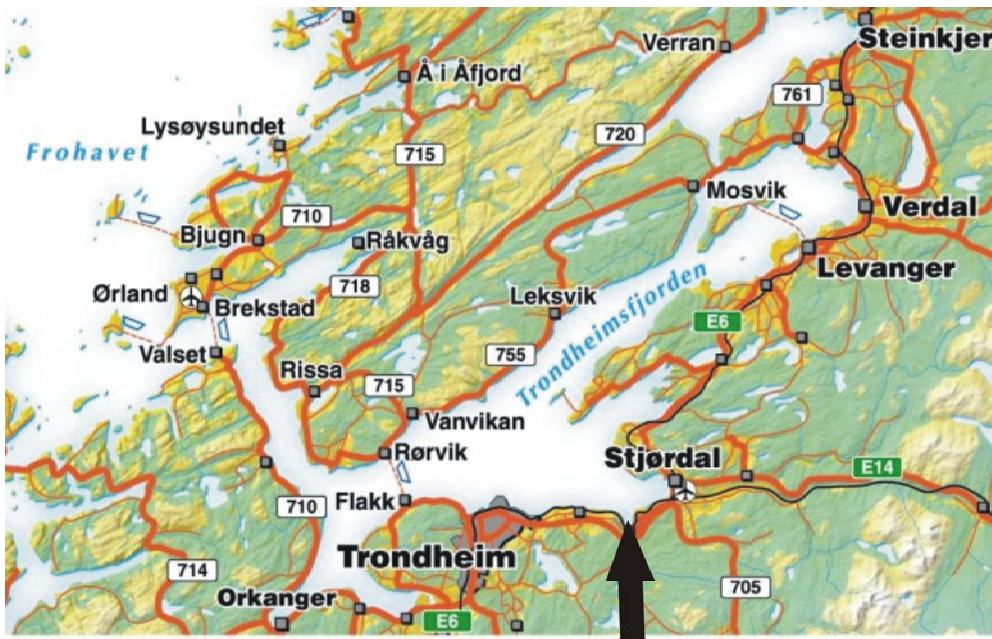 Steinkjer
Verran
Å i Åfjord
761
Lysøysundet
720
Frohavet
715
Mosvik
710
Verdal
Bjugn
Råkvåg
Levanger
718
Ørland
Brekstad
Leksvik
Trondheimsfjorden
E6
Valset
755
Rissa
715
Vanvikan
Rørvik
Stjørdal
E14
710
Flakk
Trondheim
714
705
Orkanger
E6